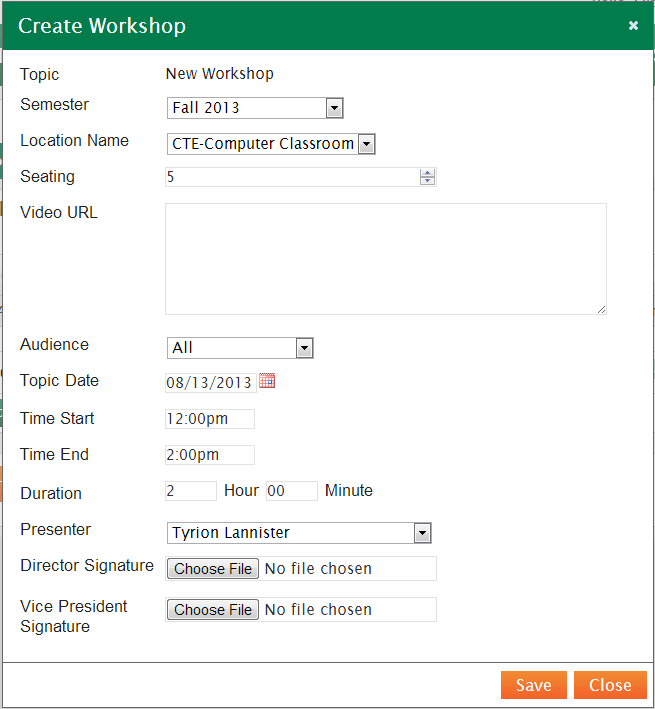 Create Workshop
Topic New Workshop
Semester Fall 2013
Location Name CTE-Computer Classroom
Seating 5
Video URL
Audience All
Topic Date 08/13/2013
Time Start 12:00pm
Time End 2:00pm
Duration 2 Hour 00 Minute
Presenter Tyrion Lannister
Director Signature Choose File No file chosen
Vice President
Signature Choose File No file chosen
Save Close